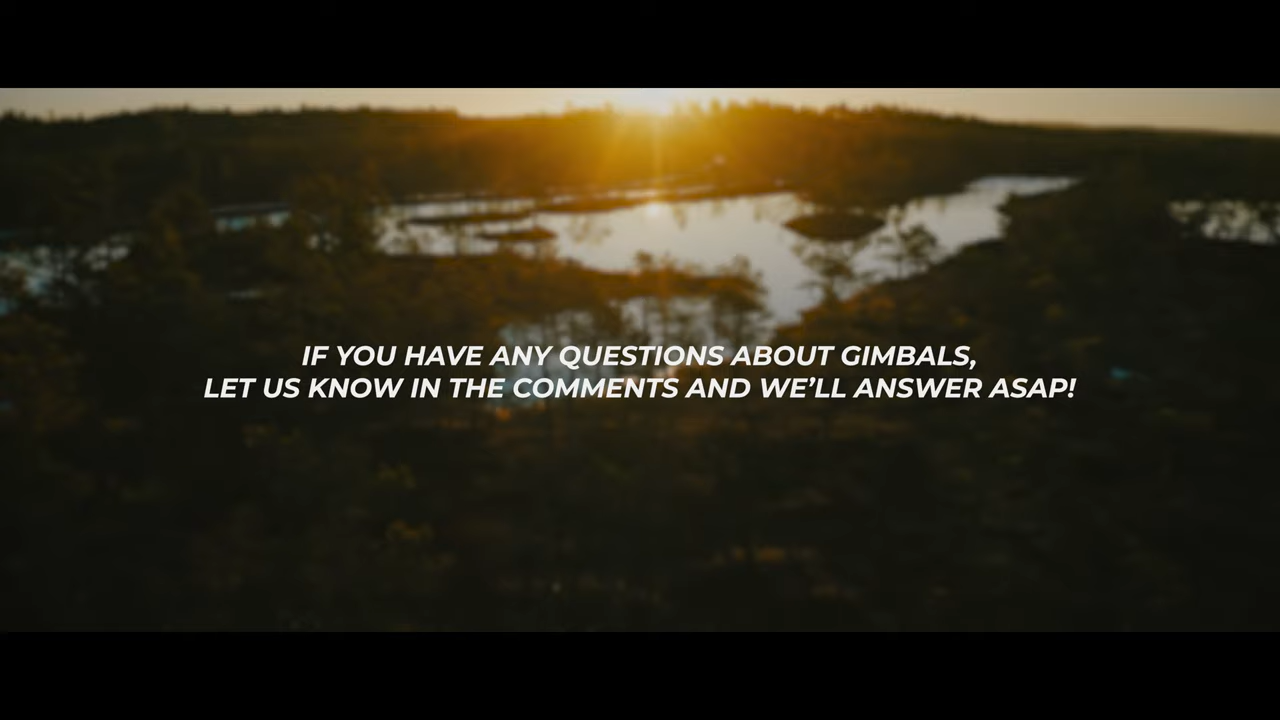 IF YOU HAVE ANY QUESTIONS ABOUT GIMBALS,
LET US KNOW IN THE COMMENTS AND WE’LL ANSWER ASAP!